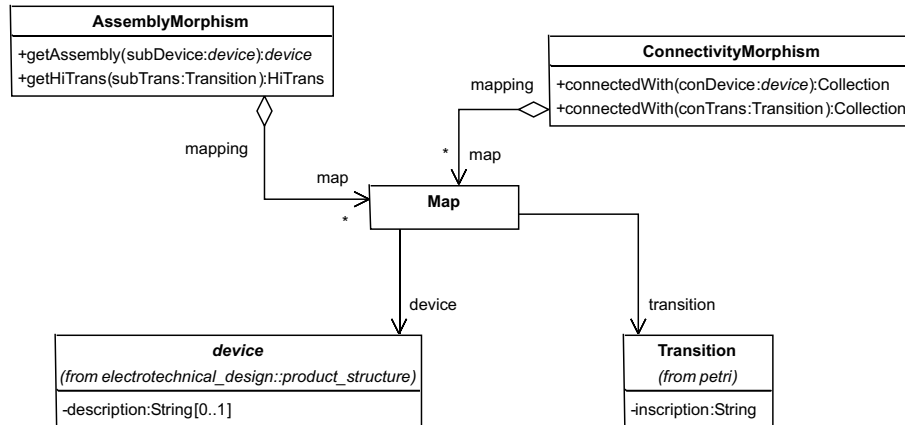 AssemblyMorphism
+getAssembly(subDevice:device):device
+getHiTrans(subTrans:Transition):HiTrans
ConnectivityMorphism
+connectedWith(conDevice:device):Collection
+connectedWith(conTrans:Transition):Collection
mapping
mapping
*
map
map
*
Map
device
transition
device
(from electrotechnical_design::product_structure)
-description:String[0..1]
Transition
(from petri)
-inscription:String